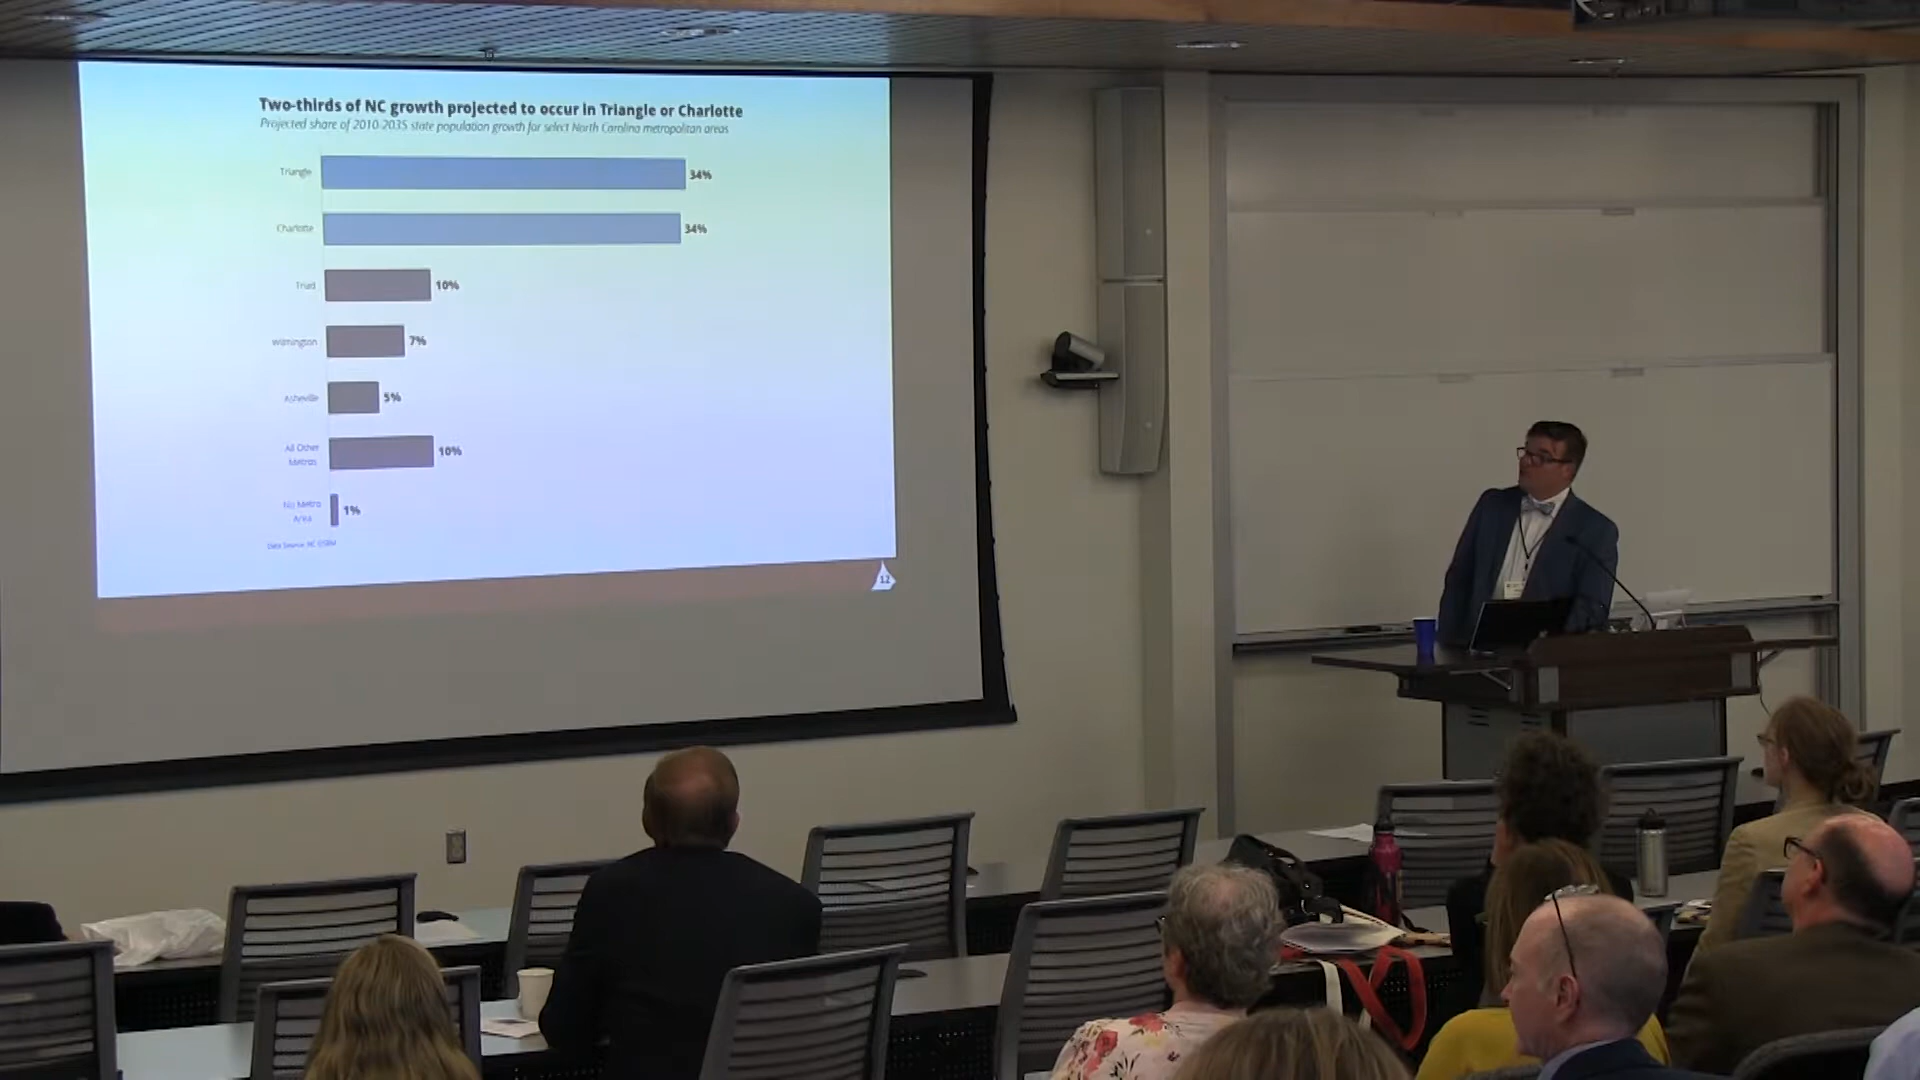 Two-thirds of NC growth projected to occur in Triangle or Charlotte
Projected share of 2010-2035 state population growth for select North Carolina metropolitan areas
Triangle
34%
Charlotte
34%
Triad
10%
Wilmington
7%
Asheville
5%
All Other
Metros
10%
No Metro
Area
1%
Data Source: NC OSBM
12